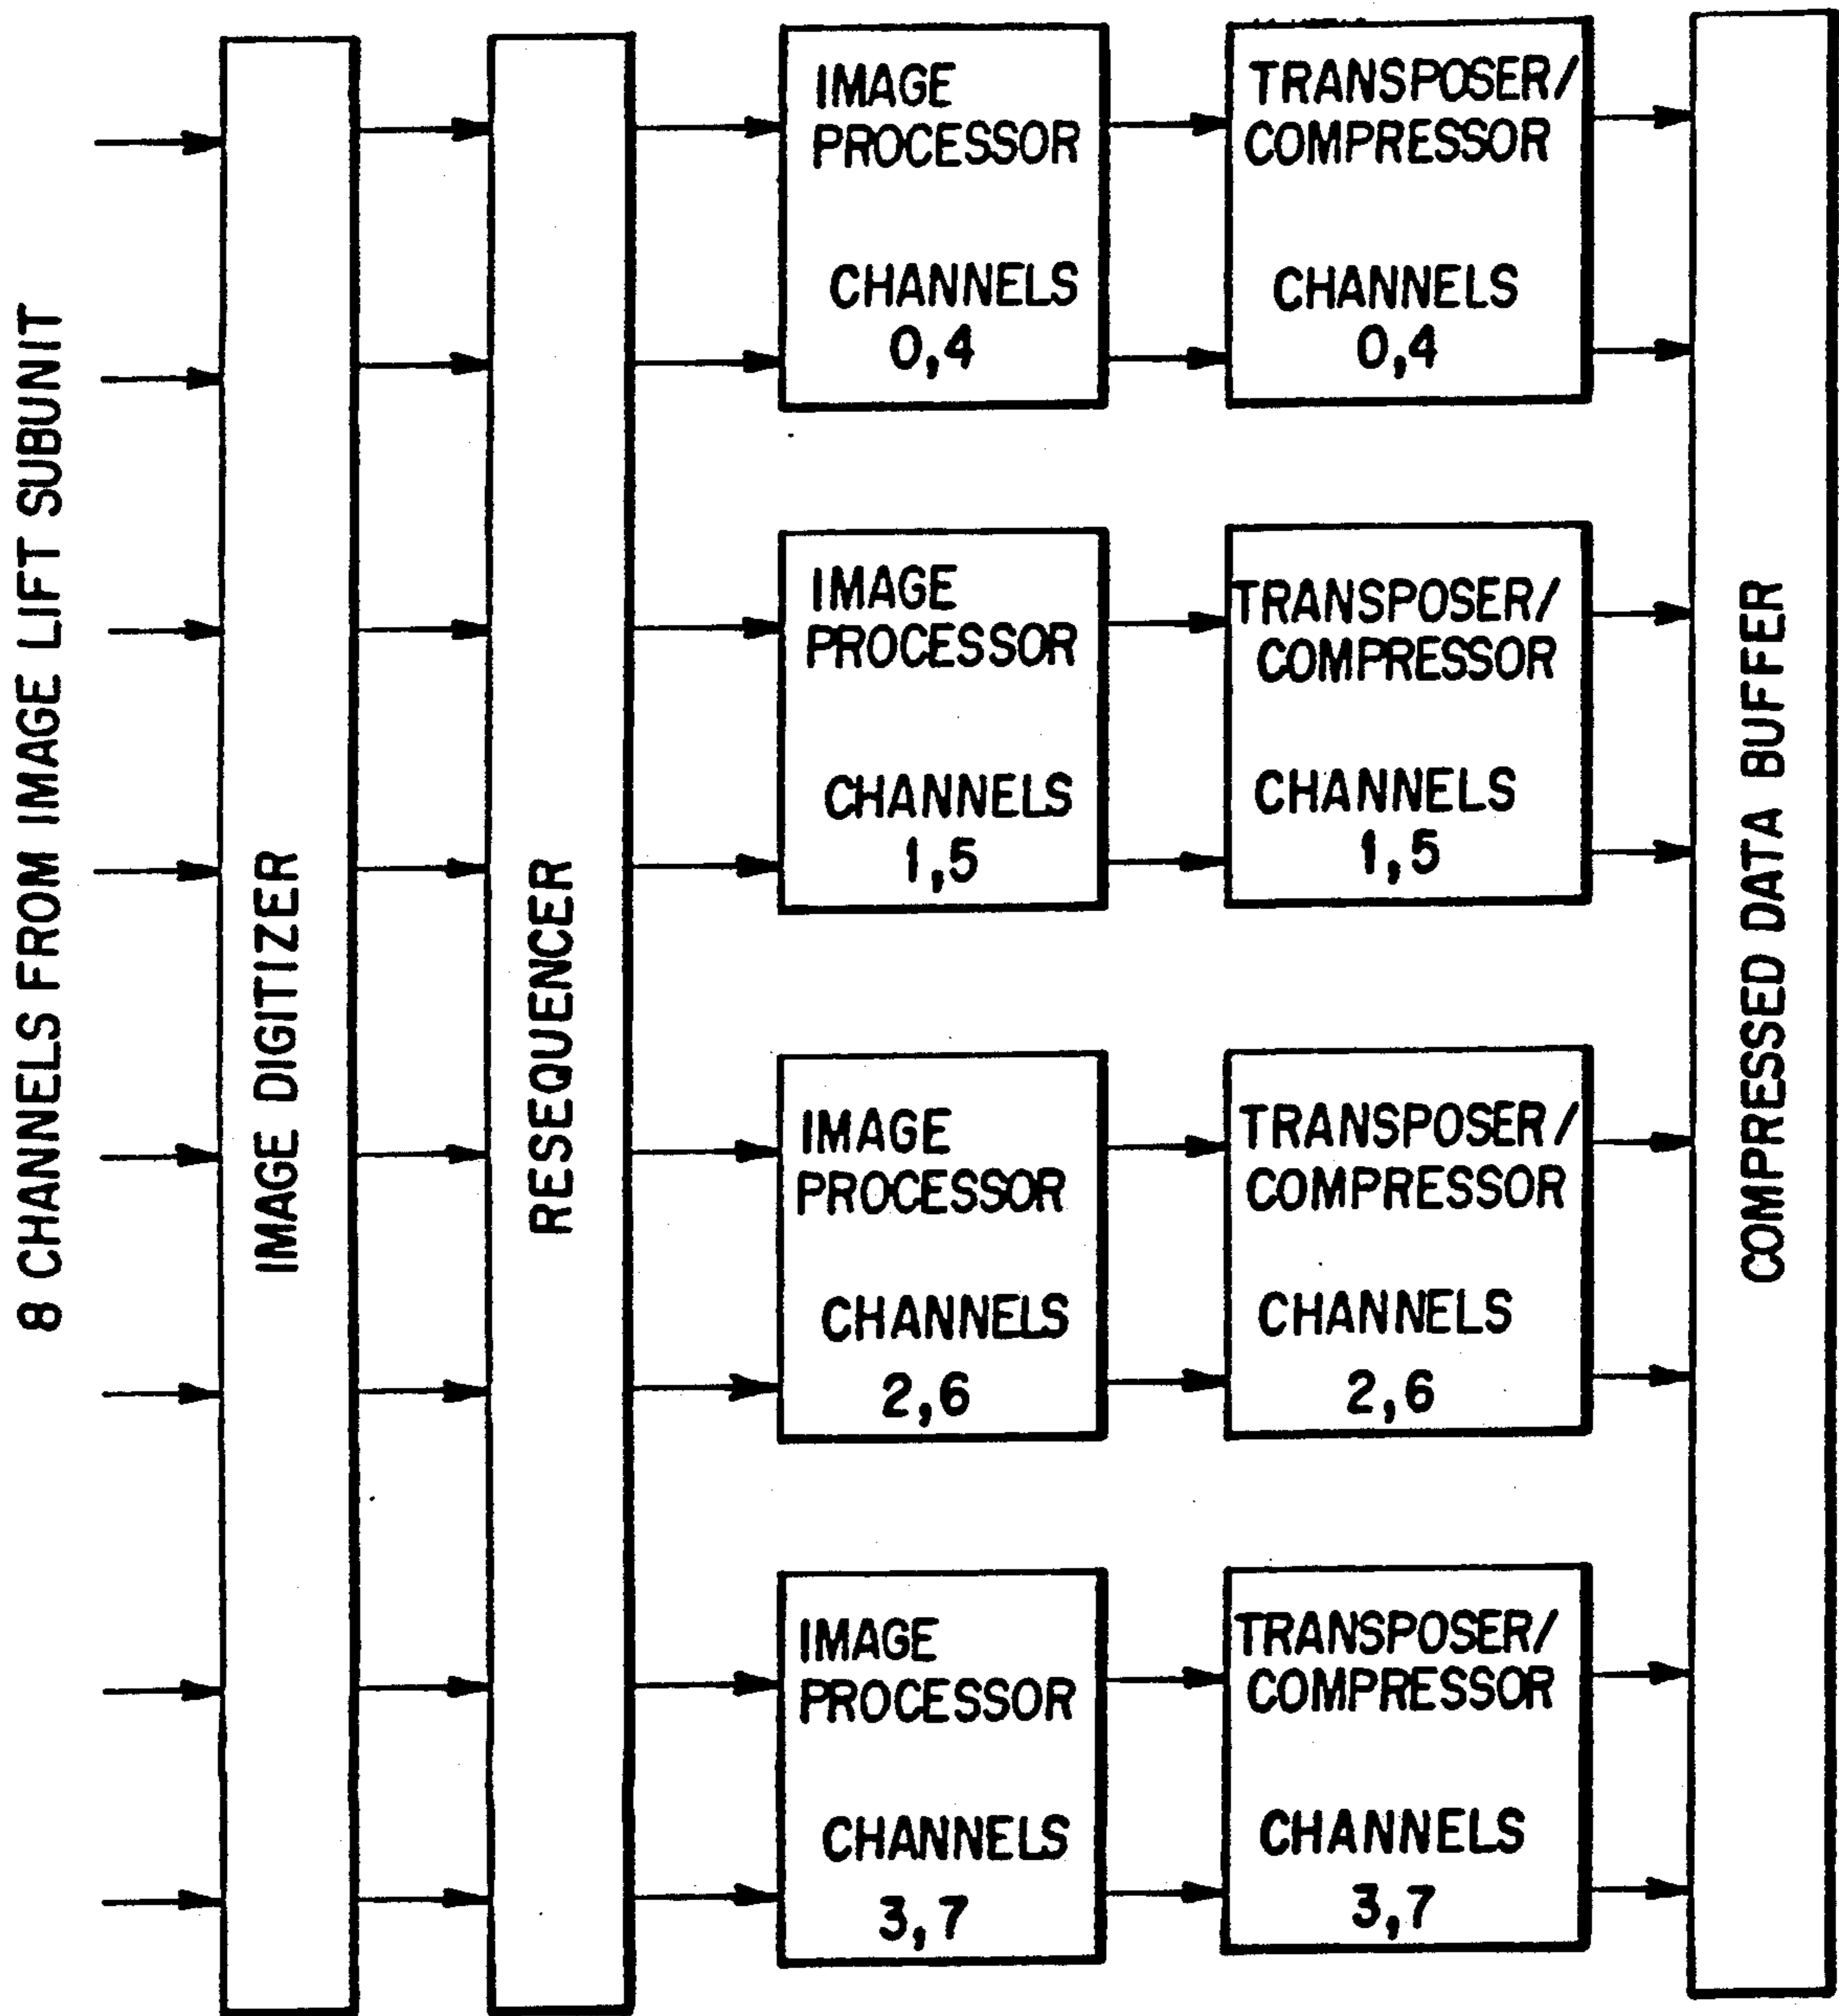 8 CHANNELS FROM IMAGE LIFT SUBUNIT
IMAGE DIGITIZER
RESEQUENCER
IMAGE
PROCESSOR
CHANNELS
0,4
TRANSPOSER/
COMPRESSOR
CHANNELS
0,4
IMAGE
PROCESSOR
CHANNELS
1,5
TRANSPOSER/
COMPRESSOR
CHANNELS
1,5
IMAGE
PROCESSOR
CHANNELS
2,6
TRANSPOSER/
COMPRESSOR
CHANNELS
2,6
IMAGE
PROCESSOR
CHANNELS
3,7
TRANSPOSER/
COMPRESSOR
CHANNELS
3,7
COMPRESSED DATA BUFFER